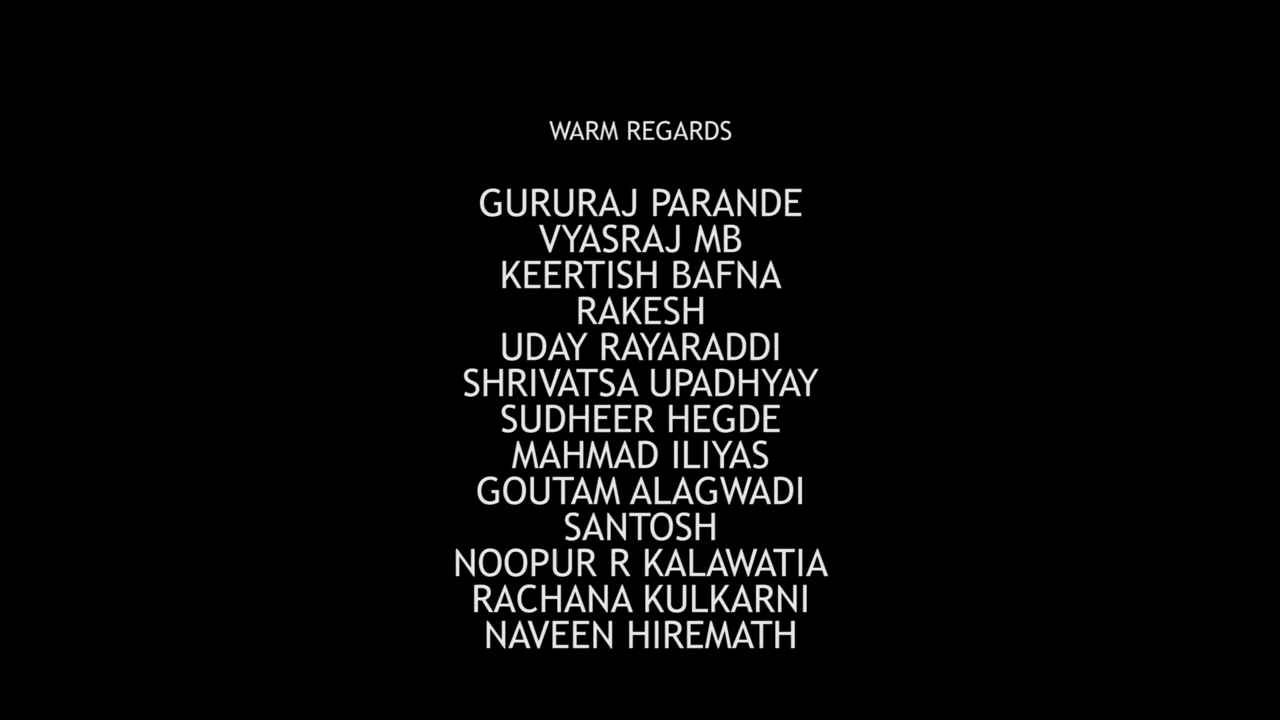 WARM REGARDS
GURURAJ PARANDE
VYASRAJ MB
KEERTISH BAFNA
RAKESH
UDAY RAYARADDI
SHRIVATSA UPADHYAY
SUDHEER HEGDE
MAHMAD ILIYAS
GOUTAM ALAGWADI
SANTOSH
NOOPUR R KALAWATIA
RACHANA KULKARNI
NAVEEN HIREMATH